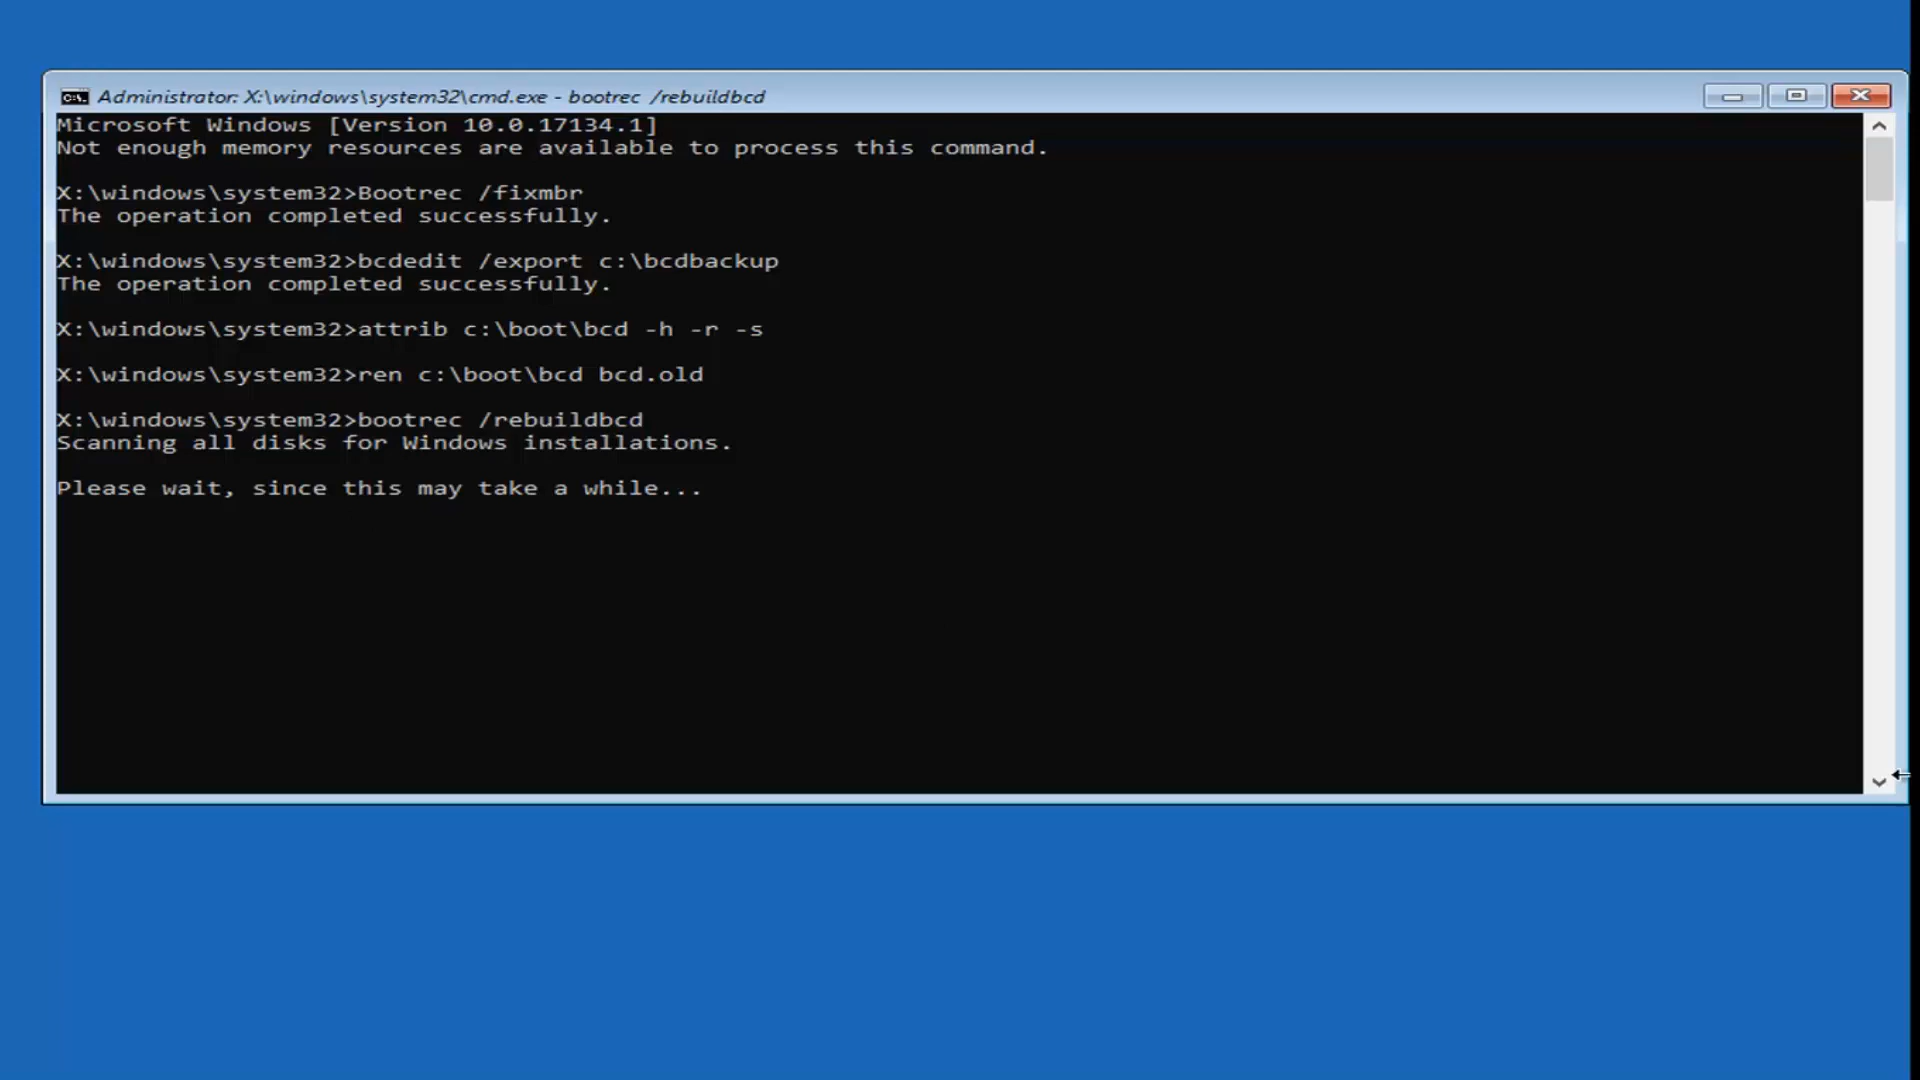 Administrator: X:\windows\system32\cmd.exe - bootrec /rebuildbcd
Microsoft Windows [Version 10.0.17134.1]
Not enough memory resources are available to process this command.
X:\windows\system32>Bootrec /fixmbr
The operation completed successfully.
X:\windows\system32>bcdedit /export c:\bcdbackup
The operation completed successfully.
X:\windows\system32>attrib c:\boot\bcd -h -r -s
X:\windows\system32>ren c:\boot\bcd bcd.old
X:\windows\system32>bootrec /rebuildbcd
Scanning all disks for Windows installations.
Please wait, since this may take a while...